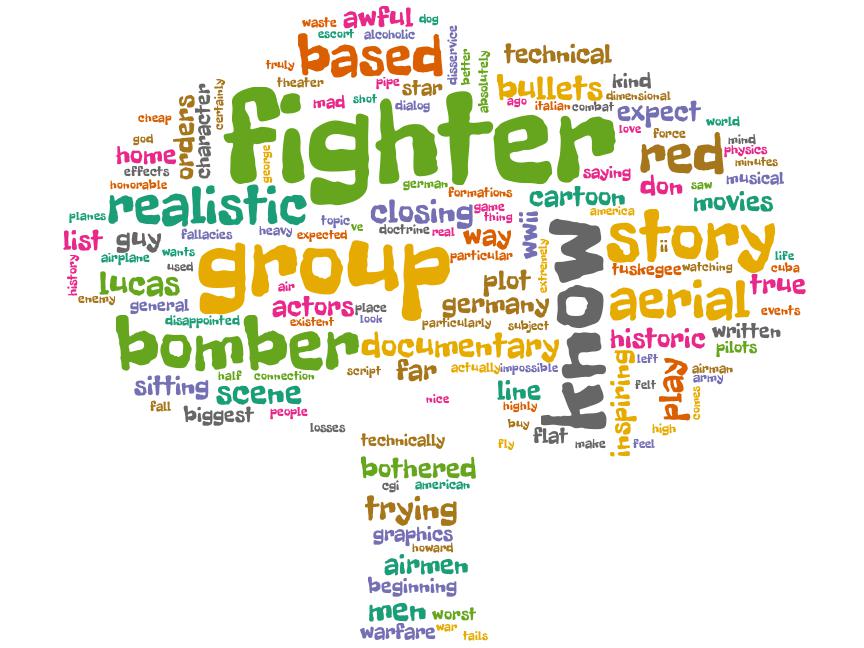 waste awful dog
escort alcoholic
truly based disservice better absolutely technical
theater pipe star bullets kind
mad shot dialog ago dimensional
cheap orders character certainly fighter italian combat expect world
god love force mind
home george red physics
effects saying minutes
honorable german formations don saw musical
planes realistic closing game cartoon movies
topic ve thing america
list guy fallacies heavy doctrine real way wwii know story
history airplane wants expected group particular extremely ii
used tuskegee watching life
lucas air plot cuba
enemy aerial true
general actors place germany events
disappointed existent look particularly subject historic written
bomber documentary pilots
script far actually impossible inspiring left play airman
half connection felt comes army
sitting scene line
fall nice highly
biggest people buy high
losses flat make feel
fly
technically
bothered
cgi american
trying
graphics
howard
airmen
beginning
men worst
warfare war tails